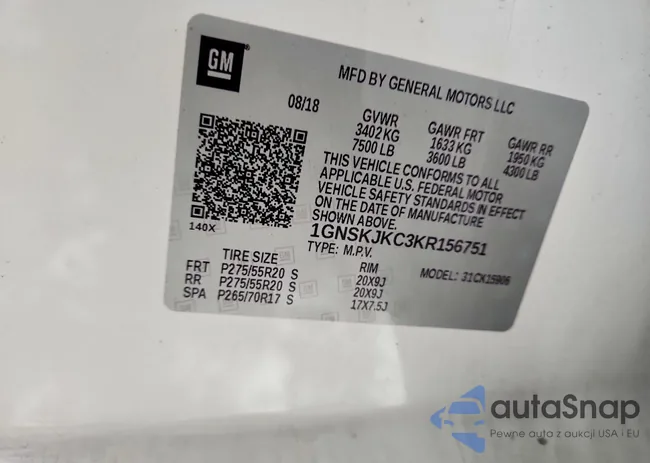 GM
MFD BY GENERAL MOTORS LLC
08/18
GVWR GAWR FRT GAWR RR
3402 KG 1633 KG 1950 KG
7500 LB 3600 LB 4300 LB
THIS VEHICLE CONFORMS TO ALL
APPLICABLE U.S. FEDERAL MOTOR
VEHICLE SAFETY STANDARDS IN EFFECT
ON THE DATE OF MANUFACTURE
SHOWN ABOVE.
1GNSKJKC3KR156751
TYPE: M.P.V. MODEL: 31CK15906
140X
TIRE SIZE RIM
FRT P275/55R20 S 20X9J
RR P275/55R20 S 20X9J
SPA P265/70R17 S 17X7.5J
autaSnap
Pewne auta z aukcji USA i EU